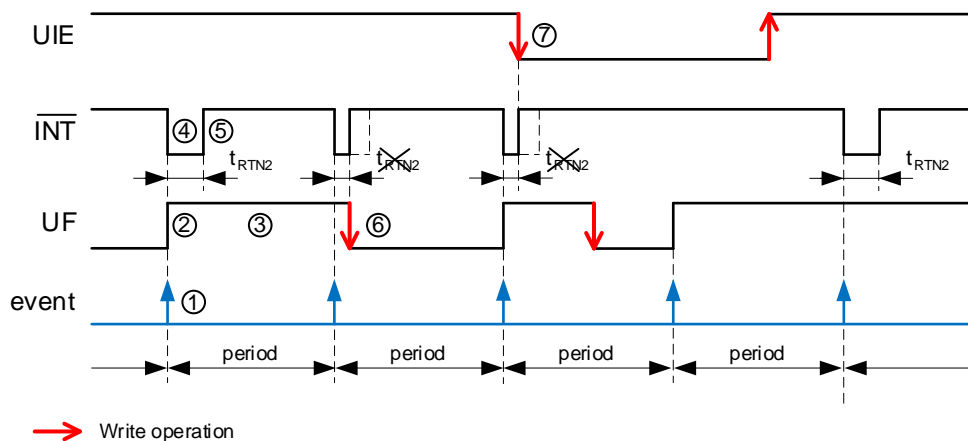 UIE ⑦
INT ④ ⑤
tRTN2 tRTN2 tRTN2 tRTN2
UF ② ③ ⑥
event ①
period period period period
Write operation